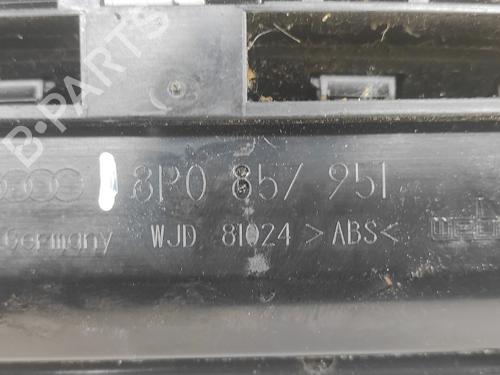 B-PARTS
8P0 857 951
Germany WJD 81024 >ABS<